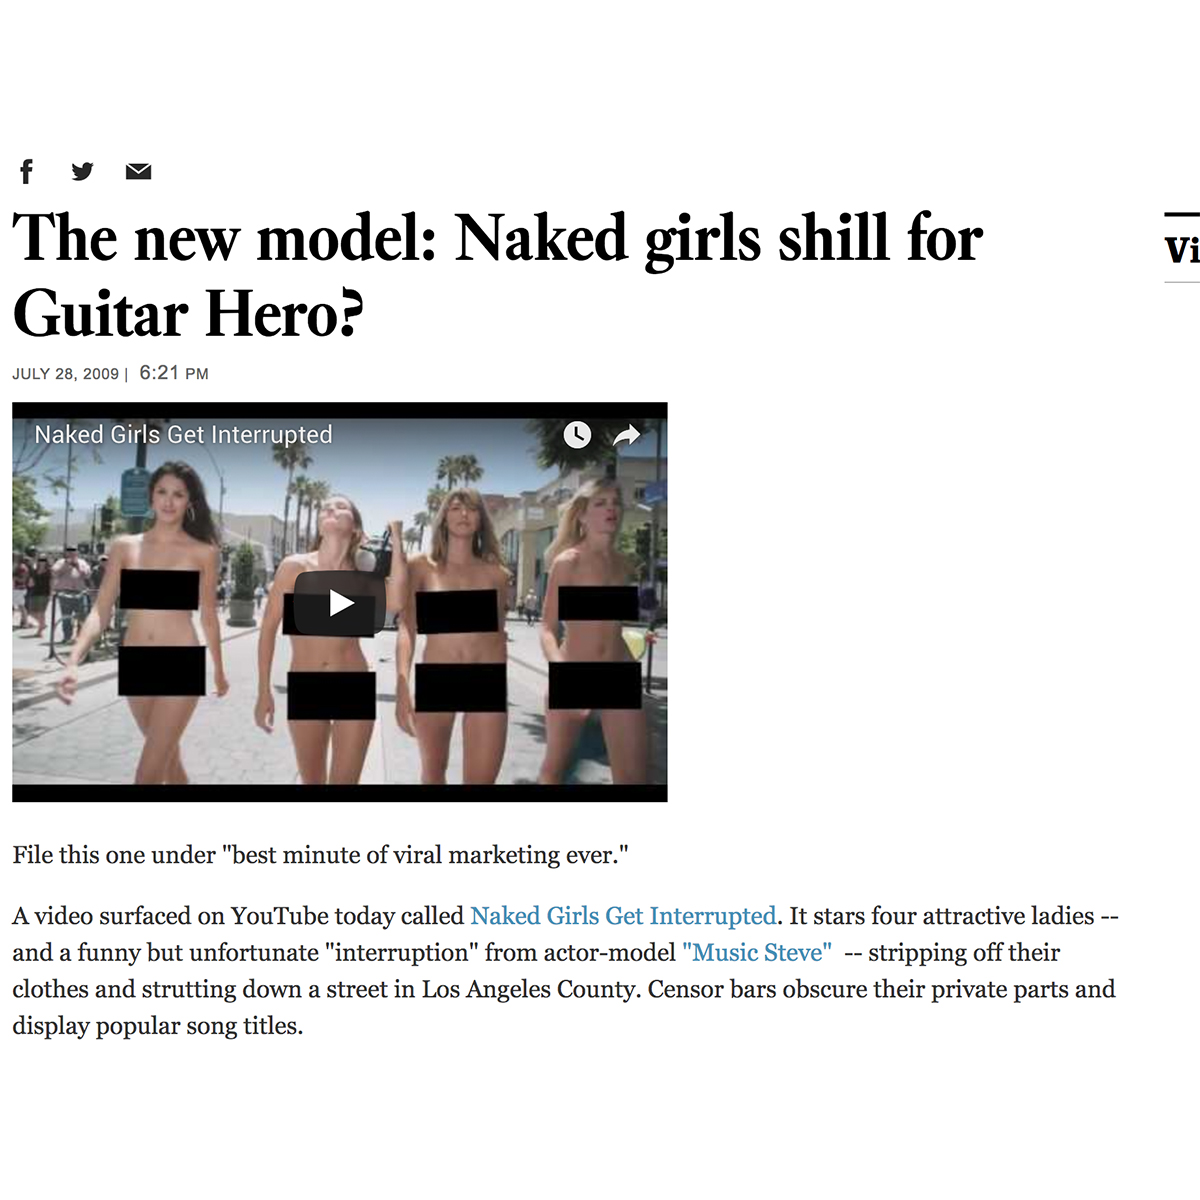 The new model: Naked girls shill for
Guitar Hero?
Vi
JULY 28, 2009 | 6:21 PM
Naked Girls Get Interrupted
File this one under "best minute of viral marketing ever."
A video surfaced on YouTube today called Naked Girls Get Interrupted. It stars four attractive ladies --
and a funny but unfortunate "interruption" from actor-model "Music Steve"  -- stripping off their
clothes and strutting down a street in Los Angeles County. Censor bars obscure their private parts and
display popular song titles.